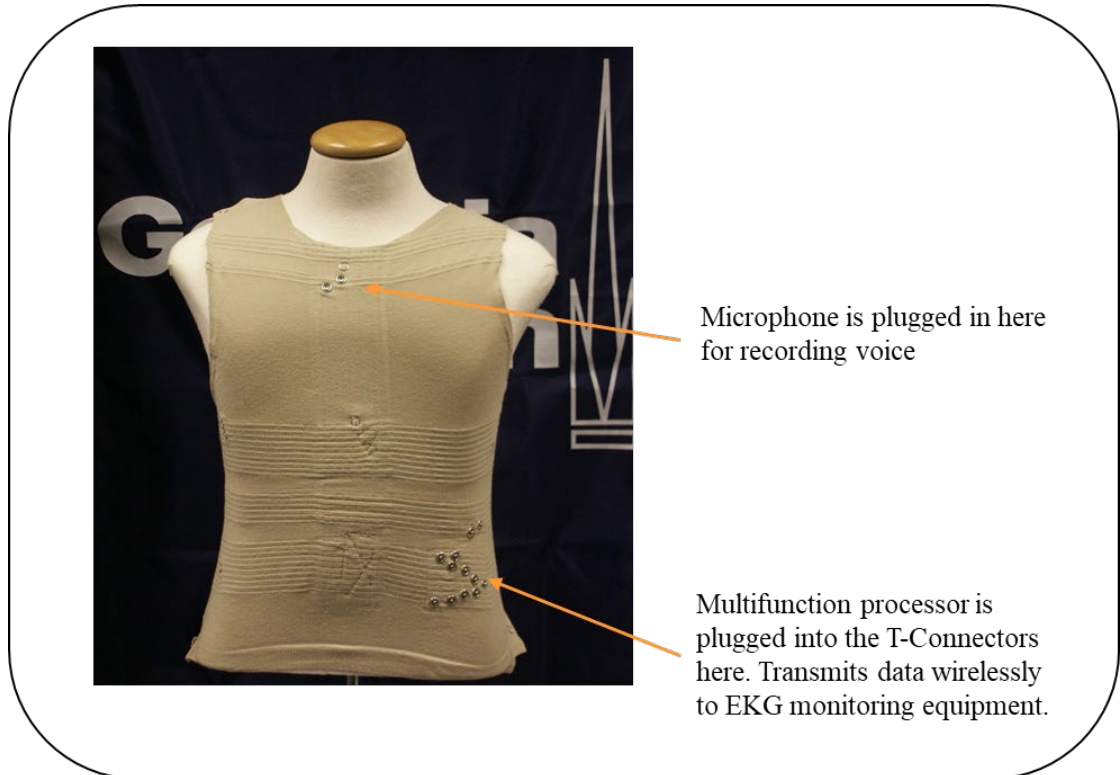 Microphone is plugged in here
for recording voice
Multifunction processor is
plugged into the T-Connectors
here. Transmits data wirelessly
to EKG monitoring equipment.